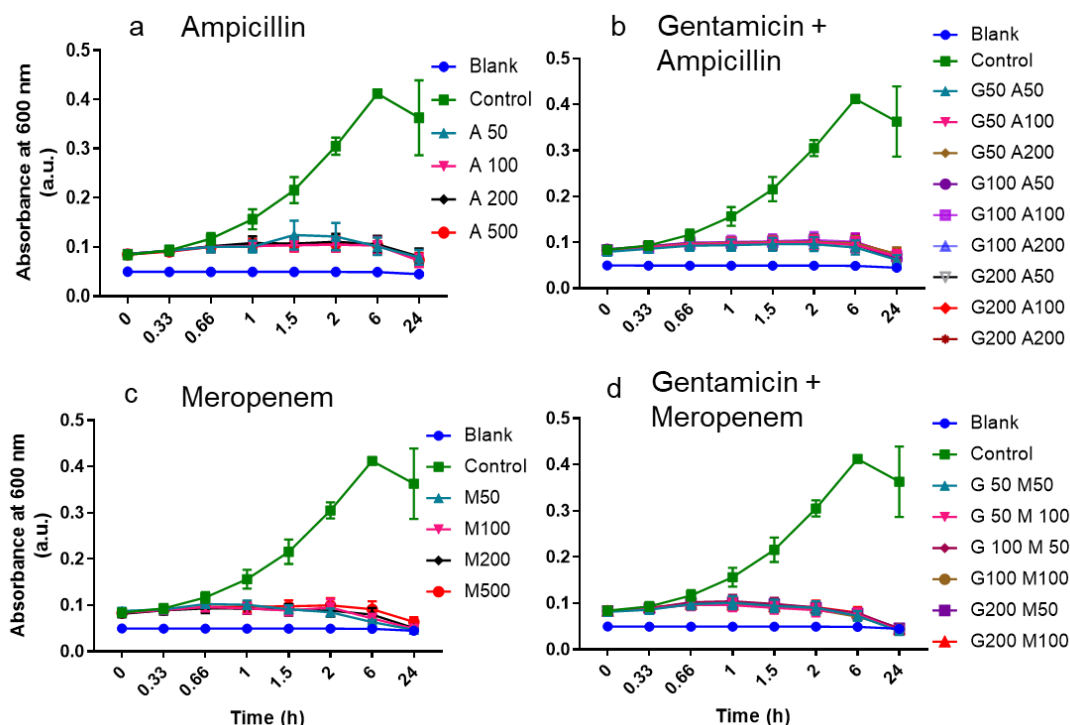 a Ampicillin
Absorbance at 600 nm
(a.u.)
0.5
0.4
0.3
0.2
0.1
0.0
0 0.33 0.66 1 1.5 2 6 24
Blank
Control
A 50
A 100
A 200
A 500
b Gentamicin +
Ampicillin
0.5
0.4
0.3
0.2
0.1
0.0
0 0.33 0.66 1 1.5 2 6 24
Blank
Control
G50 A50
G50 A100
G50 A200
G100 A50
G100 A100
G100 A200
G200 A50
G200 A100
G200 A200
c Meropenem
Absorbance at 600 nm
(a.u.)
0.5
0.4
0.3
0.2
0.1
0.0
0 0.33 0.66 1 1.5 2 6 24
Time (h)
Blank
Control
M50
M100
M200
M500
d Gentamicin +
Meropenem
0.5
0.4
0.3
0.2
0.1
0.0
0 0.33 0.66 1 1.5 2 6 24
Time (h)
Blank
Control
G 50 M50
G 50 M 100
G 100 M 50
G100 M100
G200 M50
G200 M100